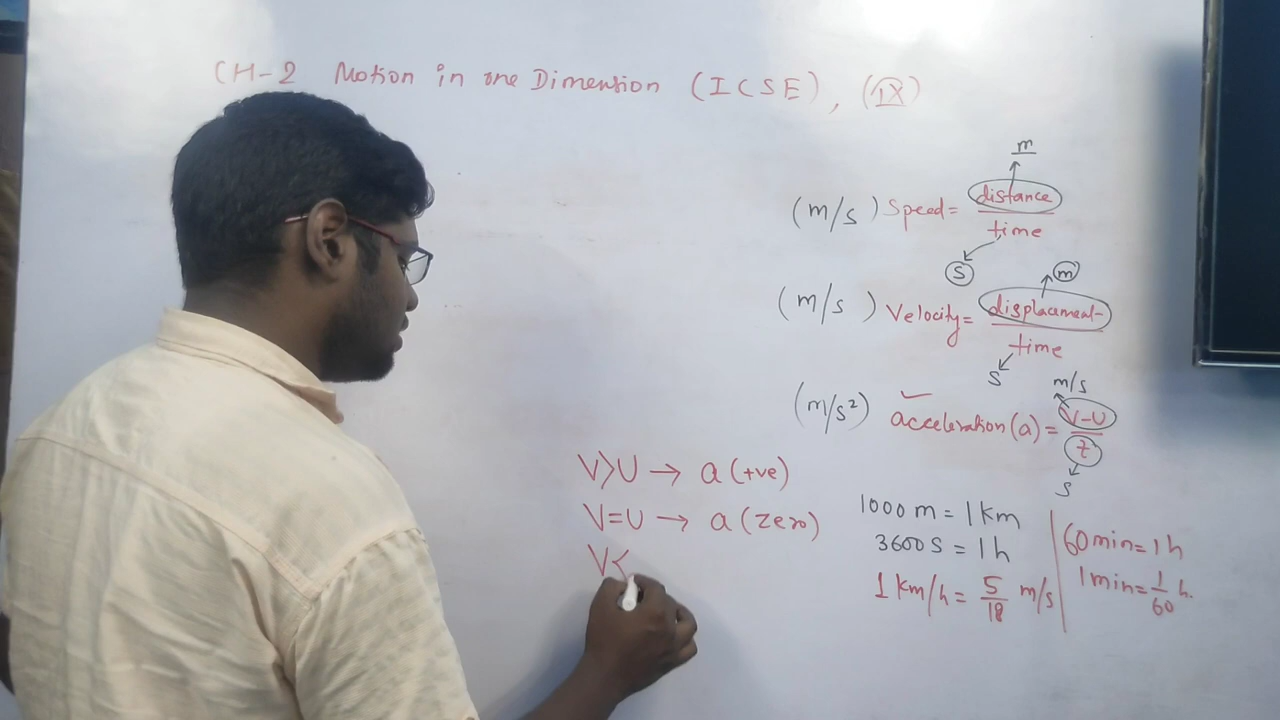 CH-2 Motion in one Dimension (ICSE), (IX)
m
(m/s) Speed = distance / time
s
m
(m/s) Velocity = displacement / time
s
m/s
(m/s²) acceleration (a) = V-U / t
s
V>U → a (+ve)
V=U → a (zero)
V<
1000 m = 1 km
3600 s = 1 h
1 km/h = 5/18 m/s
60 min = 1 h
1 min = 1/60 h.